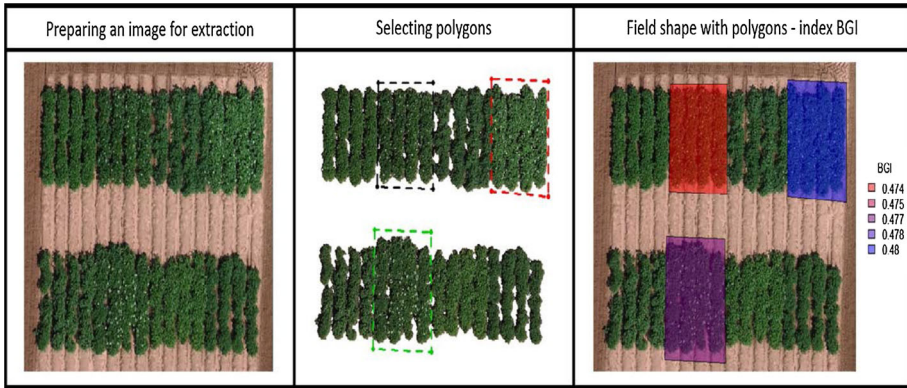 Preparing an image for extraction
Selecting polygons
Field shape with polygons - index BGI
BGI
0.474
0.475
0.477
0.478
0.48